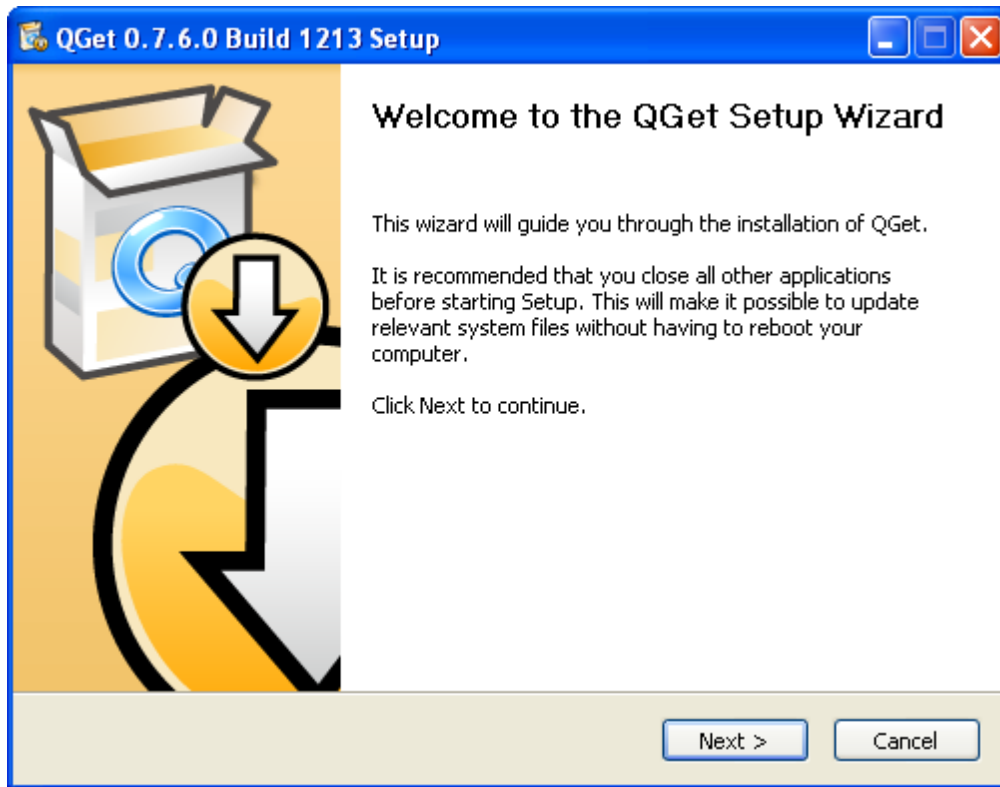 QGet 0.7.6.0 Build 1213 Setup
Welcome to the QGet Setup Wizard
This wizard will guide you through the installation of QGet.
It is recommended that you close all other applications
before starting Setup. This will make it possible to update
relevant system files without having to reboot your
computer.
Click Next to continue.
Q
Next >
Cancel